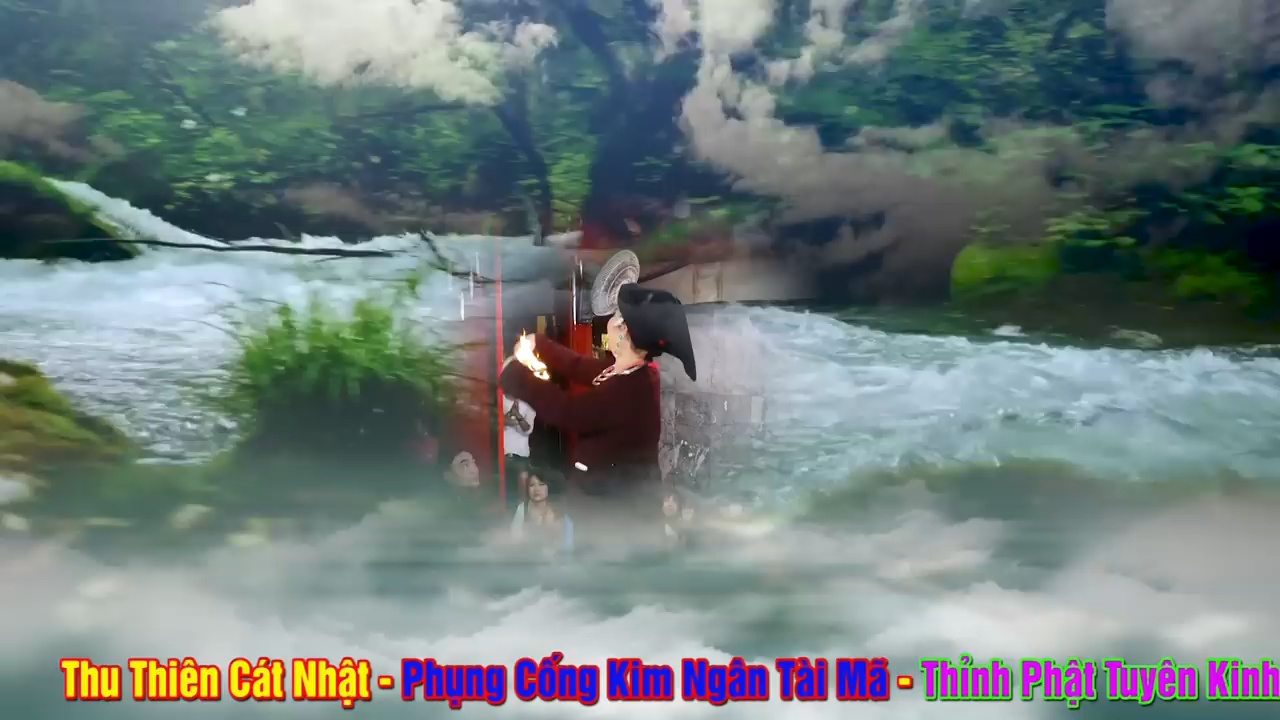 Thu Thiên Cát Nhật - Phụng Cống Kim Ngân Tài Mã - Thỉnh Phật Tuyên Kinh